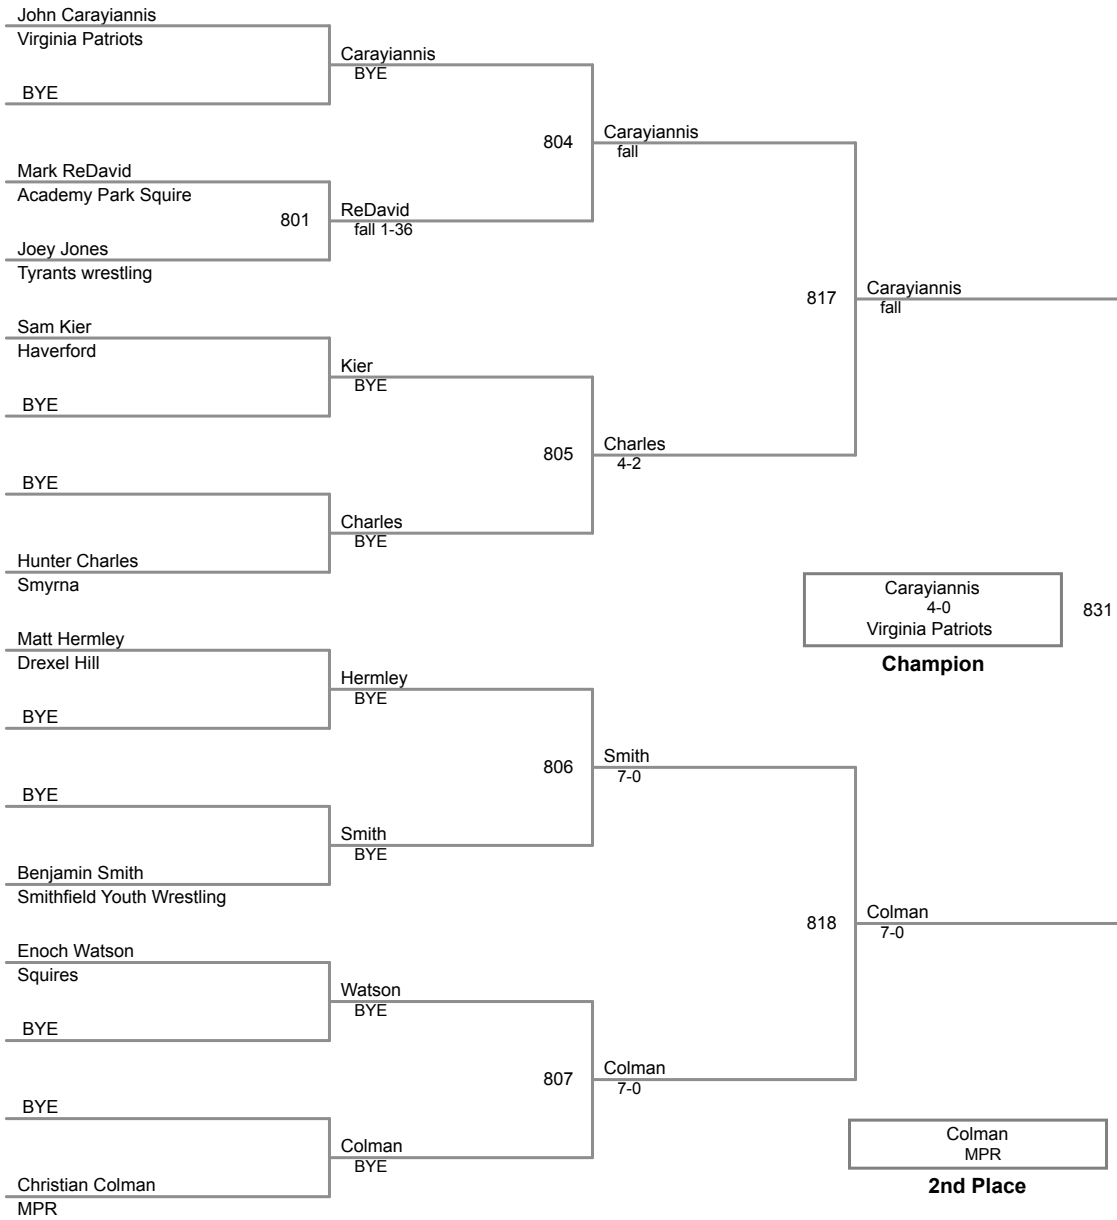 John Carayiannis
Virginia Patriots
Carayiannis
BYE
BYE
804
Carayiannis
fall
Mark ReDavid
Academy Park Squire
801
ReDavid
fall 1-36
Joey Jones
Tyrants wrestling
817
Carayiannis
fall
Sam Kier
Haverford
Kier
BYE
BYE
805
Charles
4-2
BYE
Charles
BYE
Hunter Charles
Smyrna
Carayiannis
4-0
Virginia Patriots
831
Champion
Matt Hermley
Drexel Hill
Hermley
BYE
BYE
806
Smith
7-0
BYE
Smith
BYE
Benjamin Smith
Smithfield Youth Wrestling
818
Colman
7-0
Enoch Watson
Squires
Watson
BYE
BYE
807
Colman
7-0
BYE
Colman
BYE
Christian Colman
MPR
Colman
MPR
2nd Place